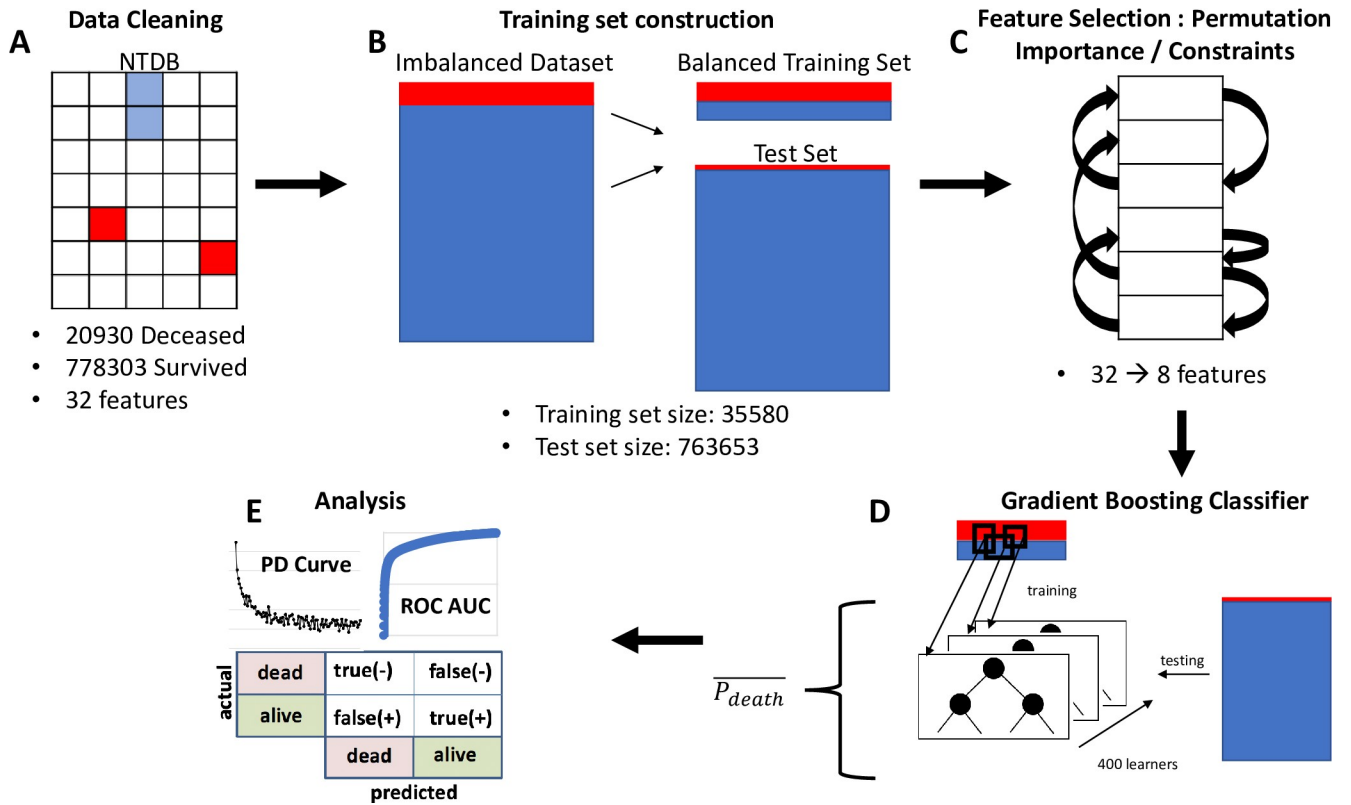 A
Data Cleaning
NTDB
• 20930 Deceased
• 778303 Survived
• 32 features
B
Training set construction
Imbalanced Dataset
Balanced Training Set
Test Set
• Training set size: 35580
• Test set size: 763653
C
Feature Selection : Permutation
Importance / Constraints
• 32 → 8 features
D
Gradient Boosting Classifier
training
testing
400 learners
$\overline{P_{death}}$
E
Analysis
PD Curve
ROC AUC
actual
dead true(-) false(-)
alive false(+) true(+)
dead alive
predicted